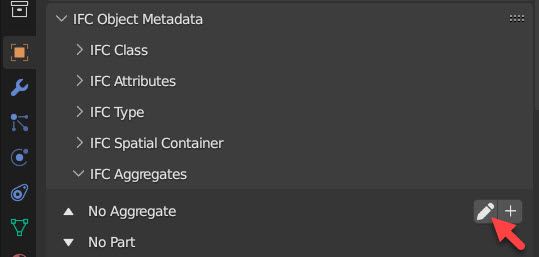 IFC Object Metadata
IFC Class
IFC Attributes
IFC Type
IFC Spatial Container
IFC Aggregates
No Aggregate
No Part